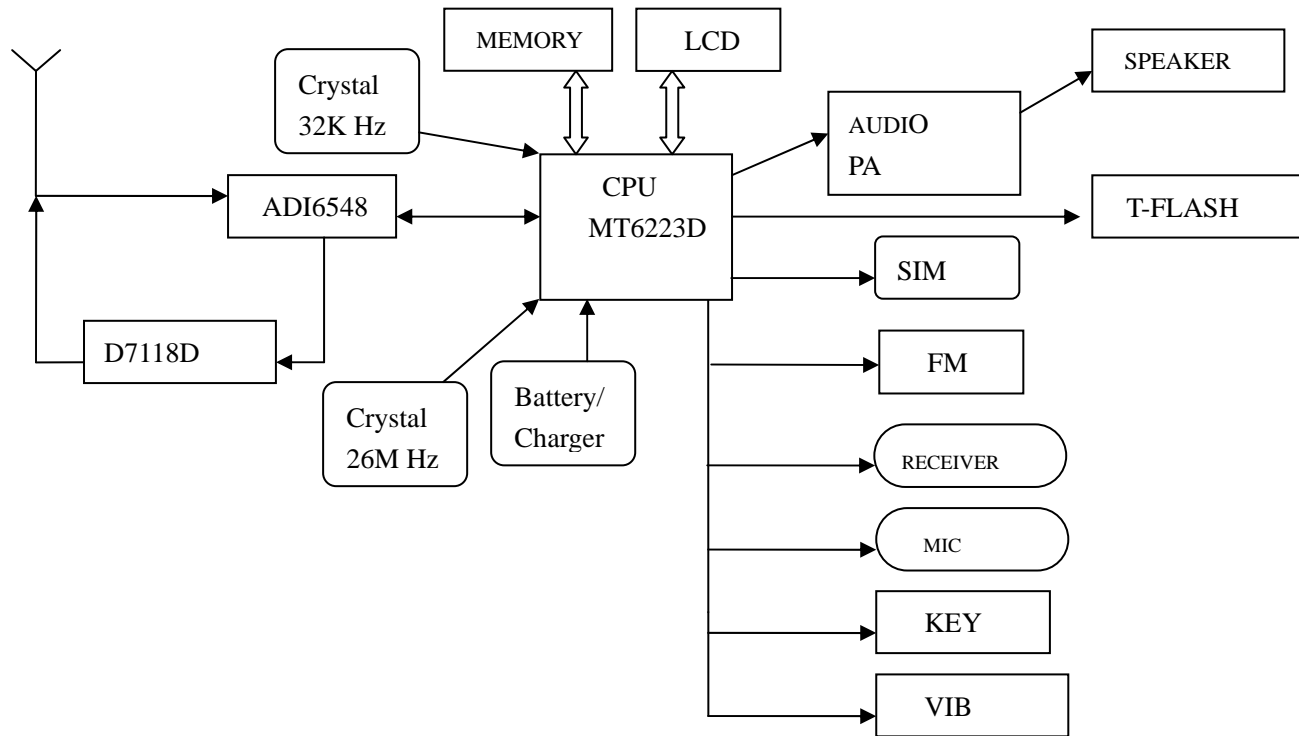 MEMORY
LCD
SPEAKER
Crystal
32K Hz
AUDIO
PA
CPU
MT6223D
ADI6548
T-FLASH
SIM
D7118D
FM
Crystal
26M Hz
Battery/
Charger
RECEIVER
MIC
KEY
VIB